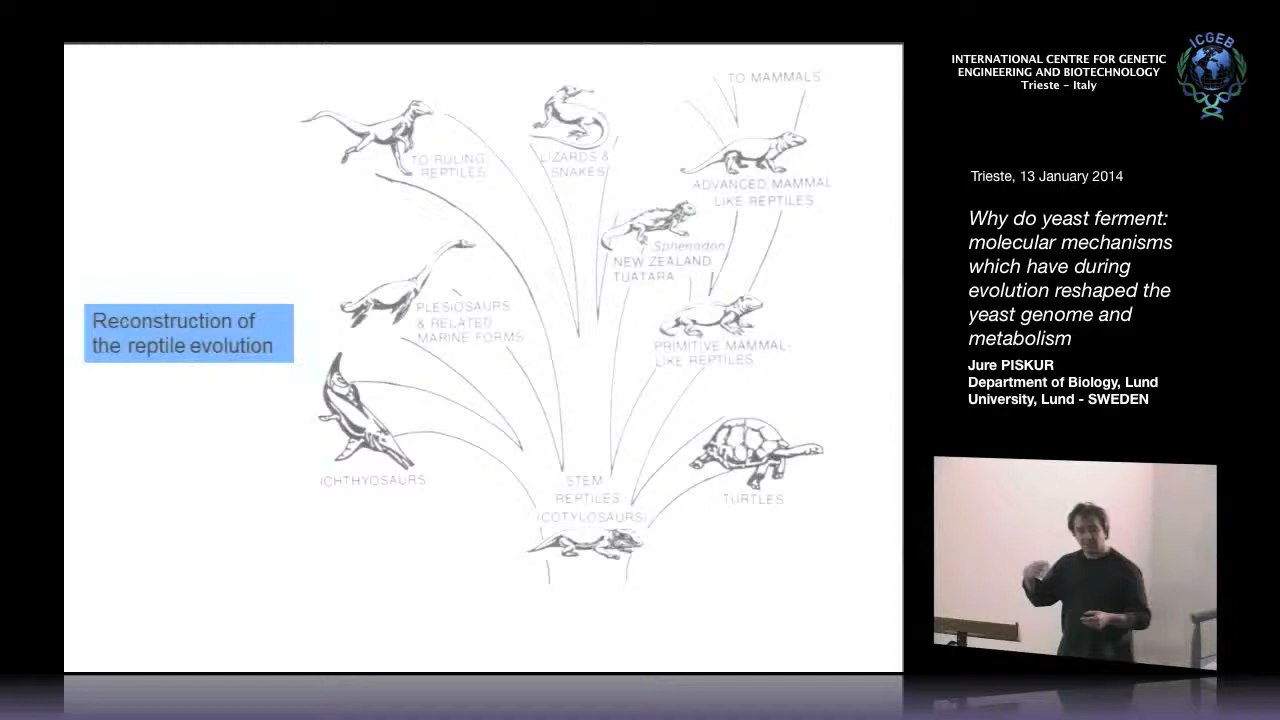 ICGEB
INTERNATIONAL CENTRE FOR GENETIC
ENGINEERING AND BIOTECHNOLOGY
Trieste - Italy
Trieste, 13 January 2014
Why do yeast ferment:
molecular mechanisms
which have during
evolution reshaped the
yeast genome and
metabolism
Jure PISKUR
Department of Biology, Lund
University, Lund - SWEDEN
Reconstruction of
the reptile evolution
TO MAMMALS
TO RULING
REPTILES
LIZARDS &
SNAKES
ADVANCED MAMMAL
LIKE REPTILES
Sphenodon
NEW ZEALAND
TUATARA
PLESIOSAURS
& RELATED
MARINE FORMS
PRIMITIVE MAMMAL-
LIKE REPTILES
ICHTHYOSAURS
STEM
REPTILES
(COTYLOSAURS)
TURTLES